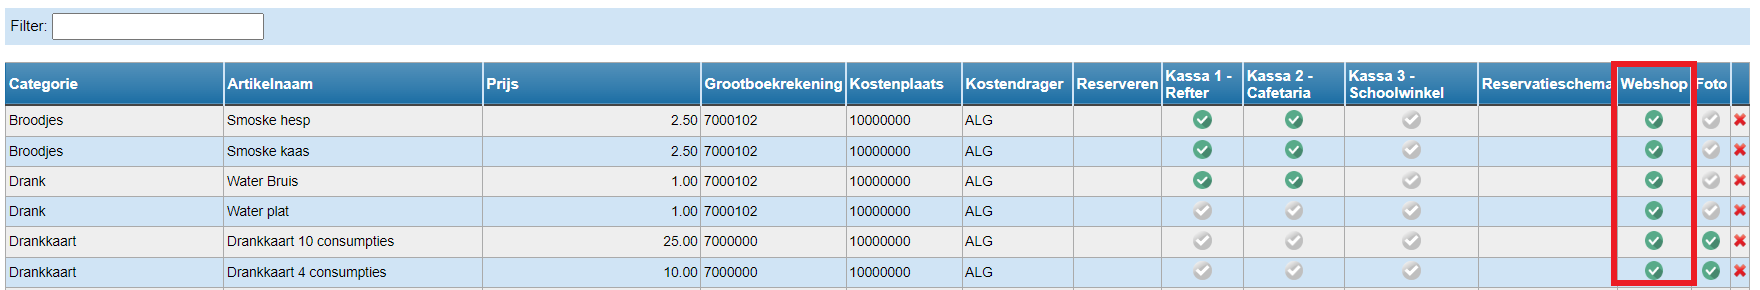 Filter:
Categorie Artikelnaam Prijs Grootboekrekening Kostenplaats Kostendrager Reserveren Kassa 1 - Refter Kassa 2 - Cafetaria Kassa 3 - Schoolwinkel Reservatieschema Webshop Foto
Broodjes Smoske hesp 2.50 7000102 10000000 ALG
Broodjes Smoske kaas 2.50 7000102 10000000 ALG
Drank Water Bruis 1.00 7000102 10000000 ALG
Drank Water plat 1.00 7000102 10000000 ALG
Drankkaart Drankkaart 10 consumpties 25.00 7000000 10000000 ALG
Drankkaart Drankkaart 4 consumpties 10.00 7000000 10000000 ALG